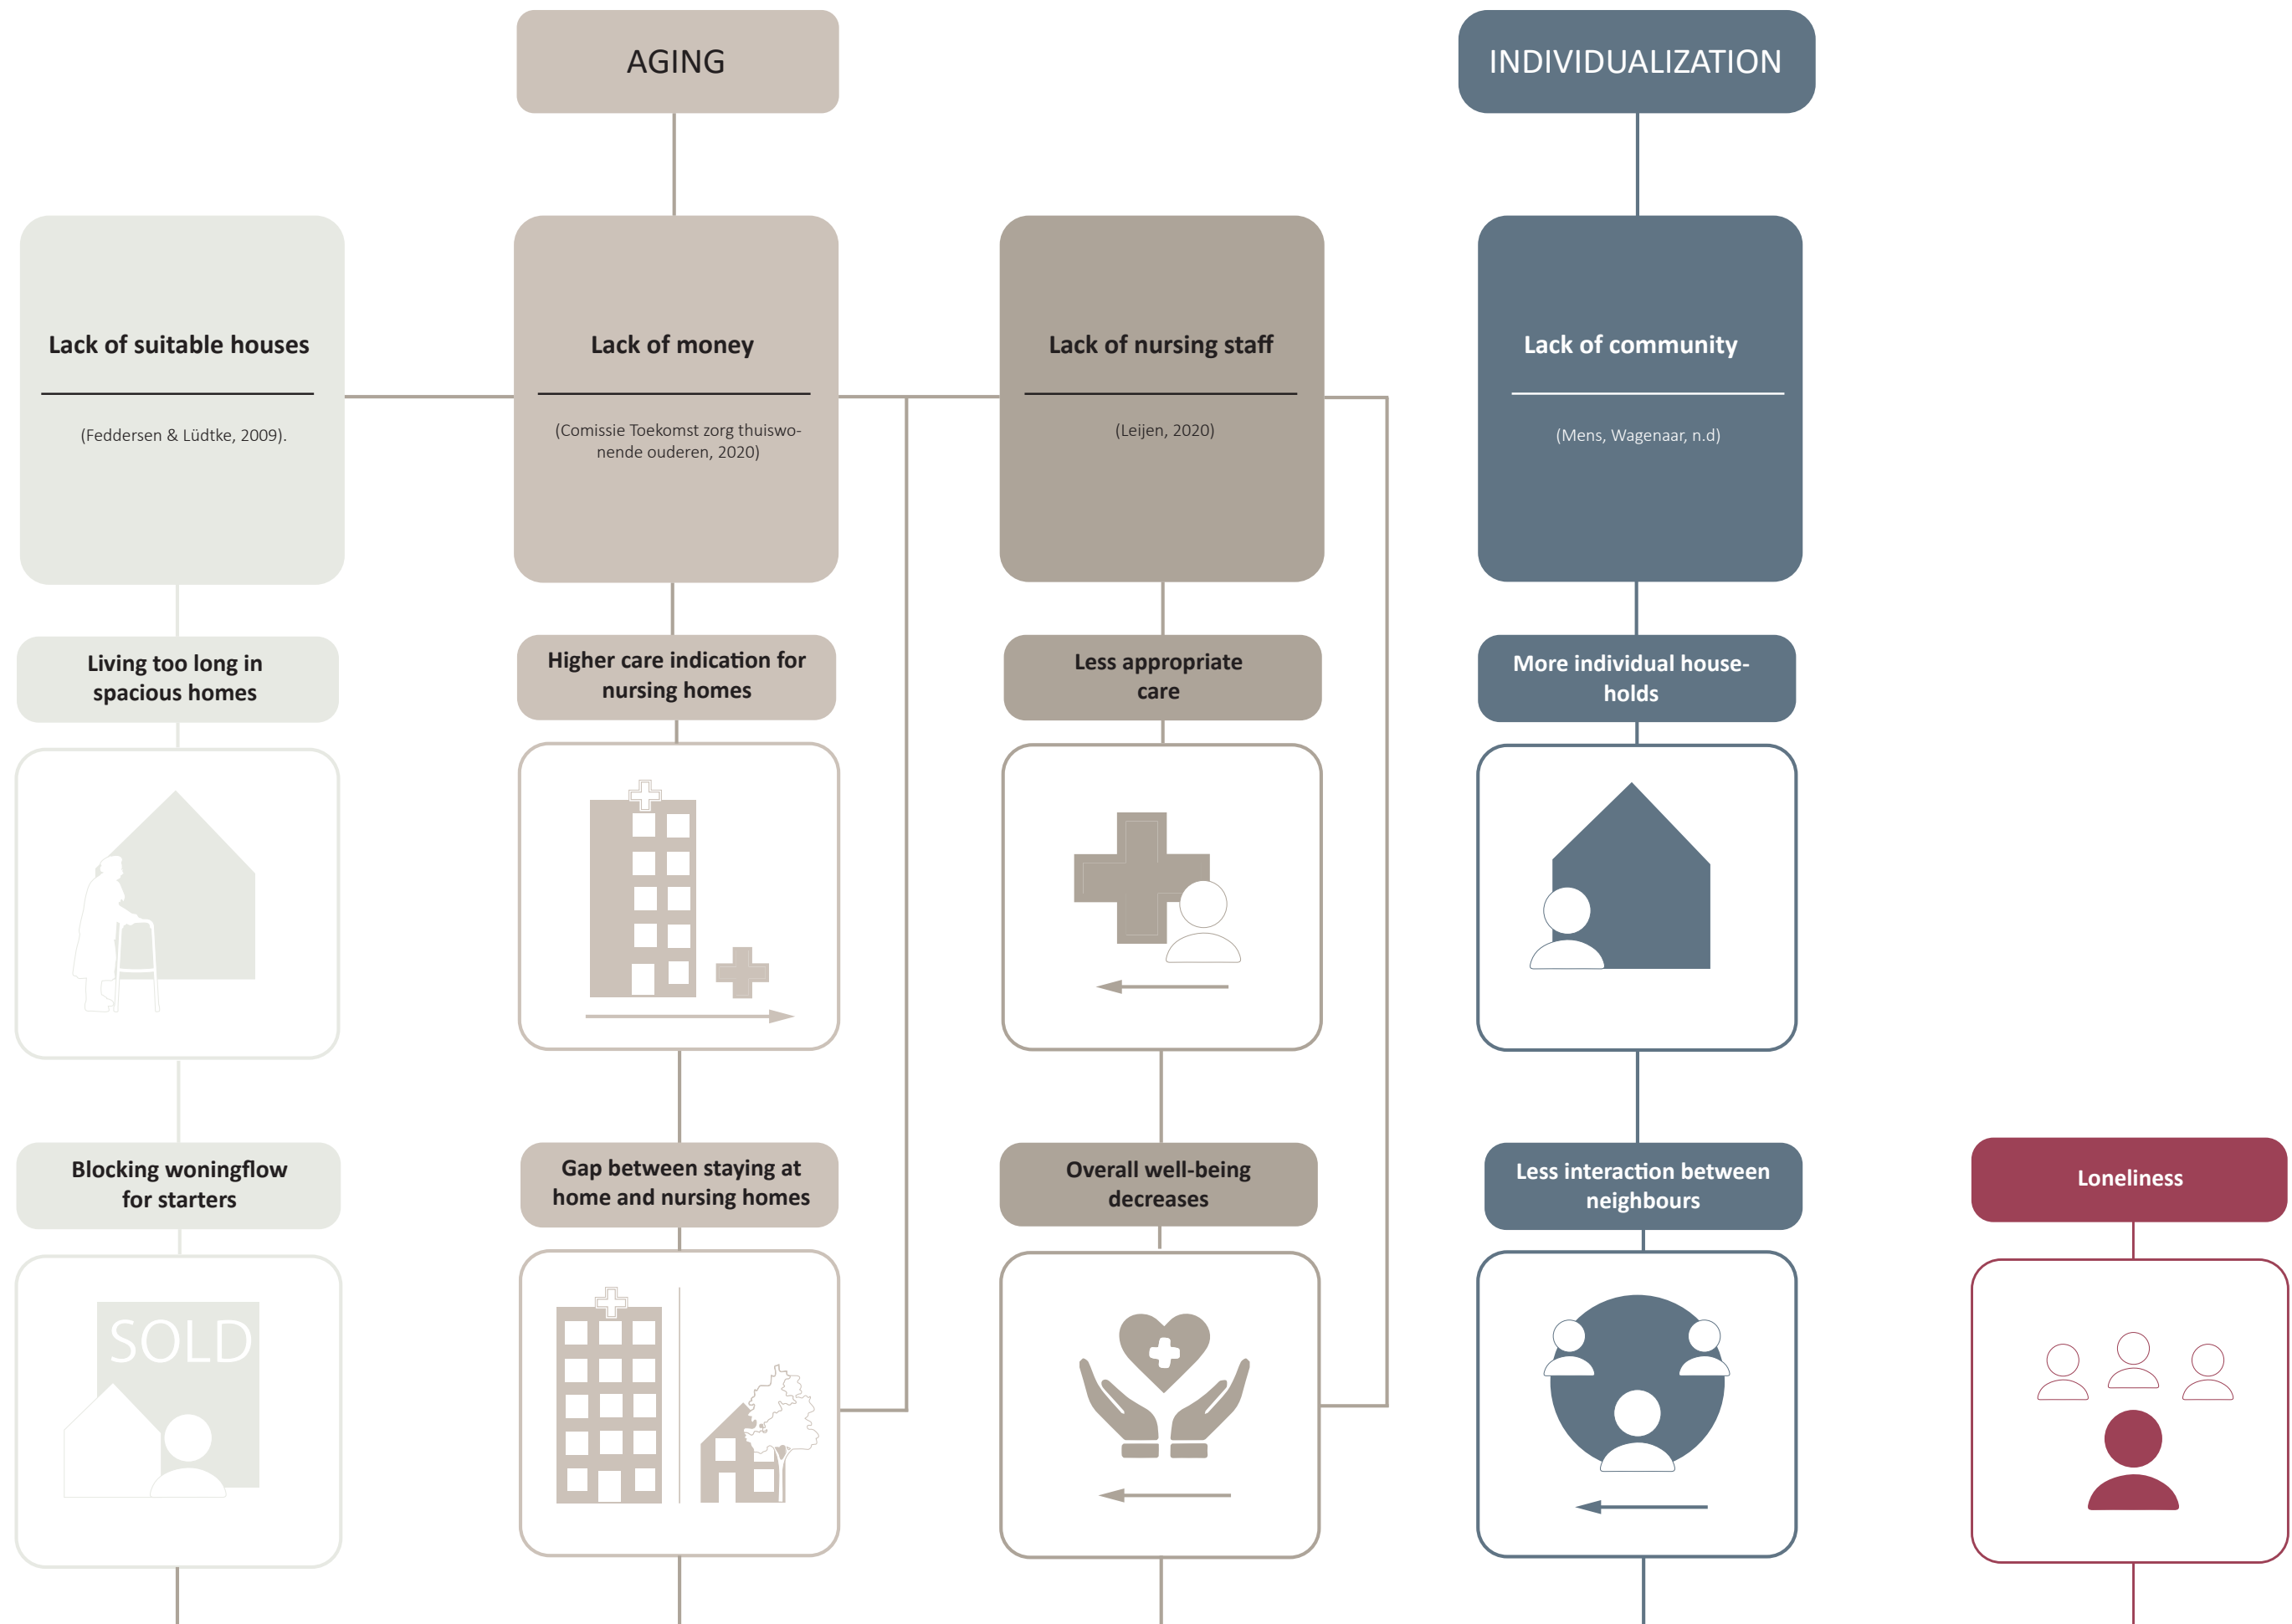 AGING
INDIVIDUALIZATION
Lack of suitable houses
(Feddersen & Lüdtke, 2009).
Lack of money
(Comissie Toekomst zorg thuiswo-
nende ouderen, 2020)
Lack of nursing staff
(Leijen, 2020)
Lack of community
(Mens, Wagenaar, n.d)
Living too long in
spacious homes
Higher care indication for
nursing homes
Less appropriate
care
More individual house-
holds
Blocking woningflow
for starters
Gap between staying at
home and nursing homes
Overall well-being
decreases
Less interaction between
neighbours
Loneliness
SOLD